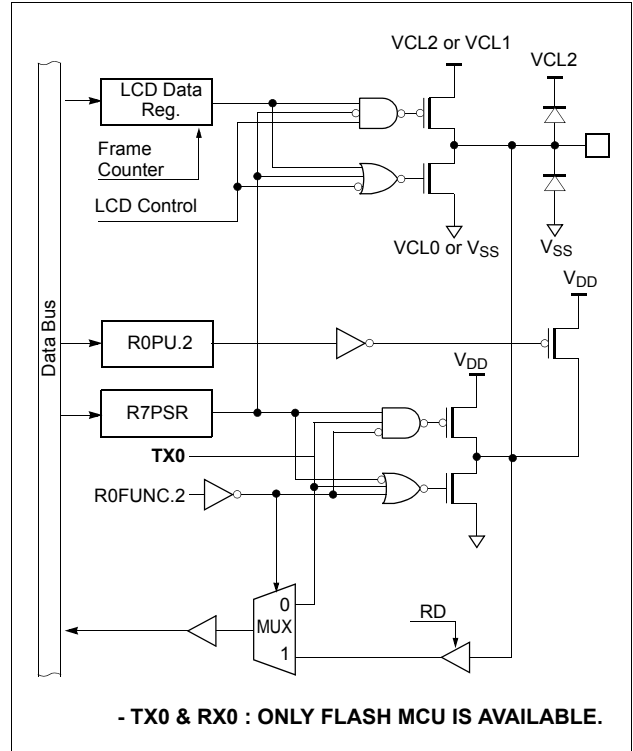 VCL2 or VCL1
VCL2
LCD Data
Reg.
Frame
Counter
LCD Control
VCL0 or VSS
VSS
VDD
Data Bus
R0PU.2
VDD
R7PSR
TX0
R0FUNC.2
0
MUX
1
RD
- TX0 & RX0 : ONLY FLASH MCU IS AVAILABLE.